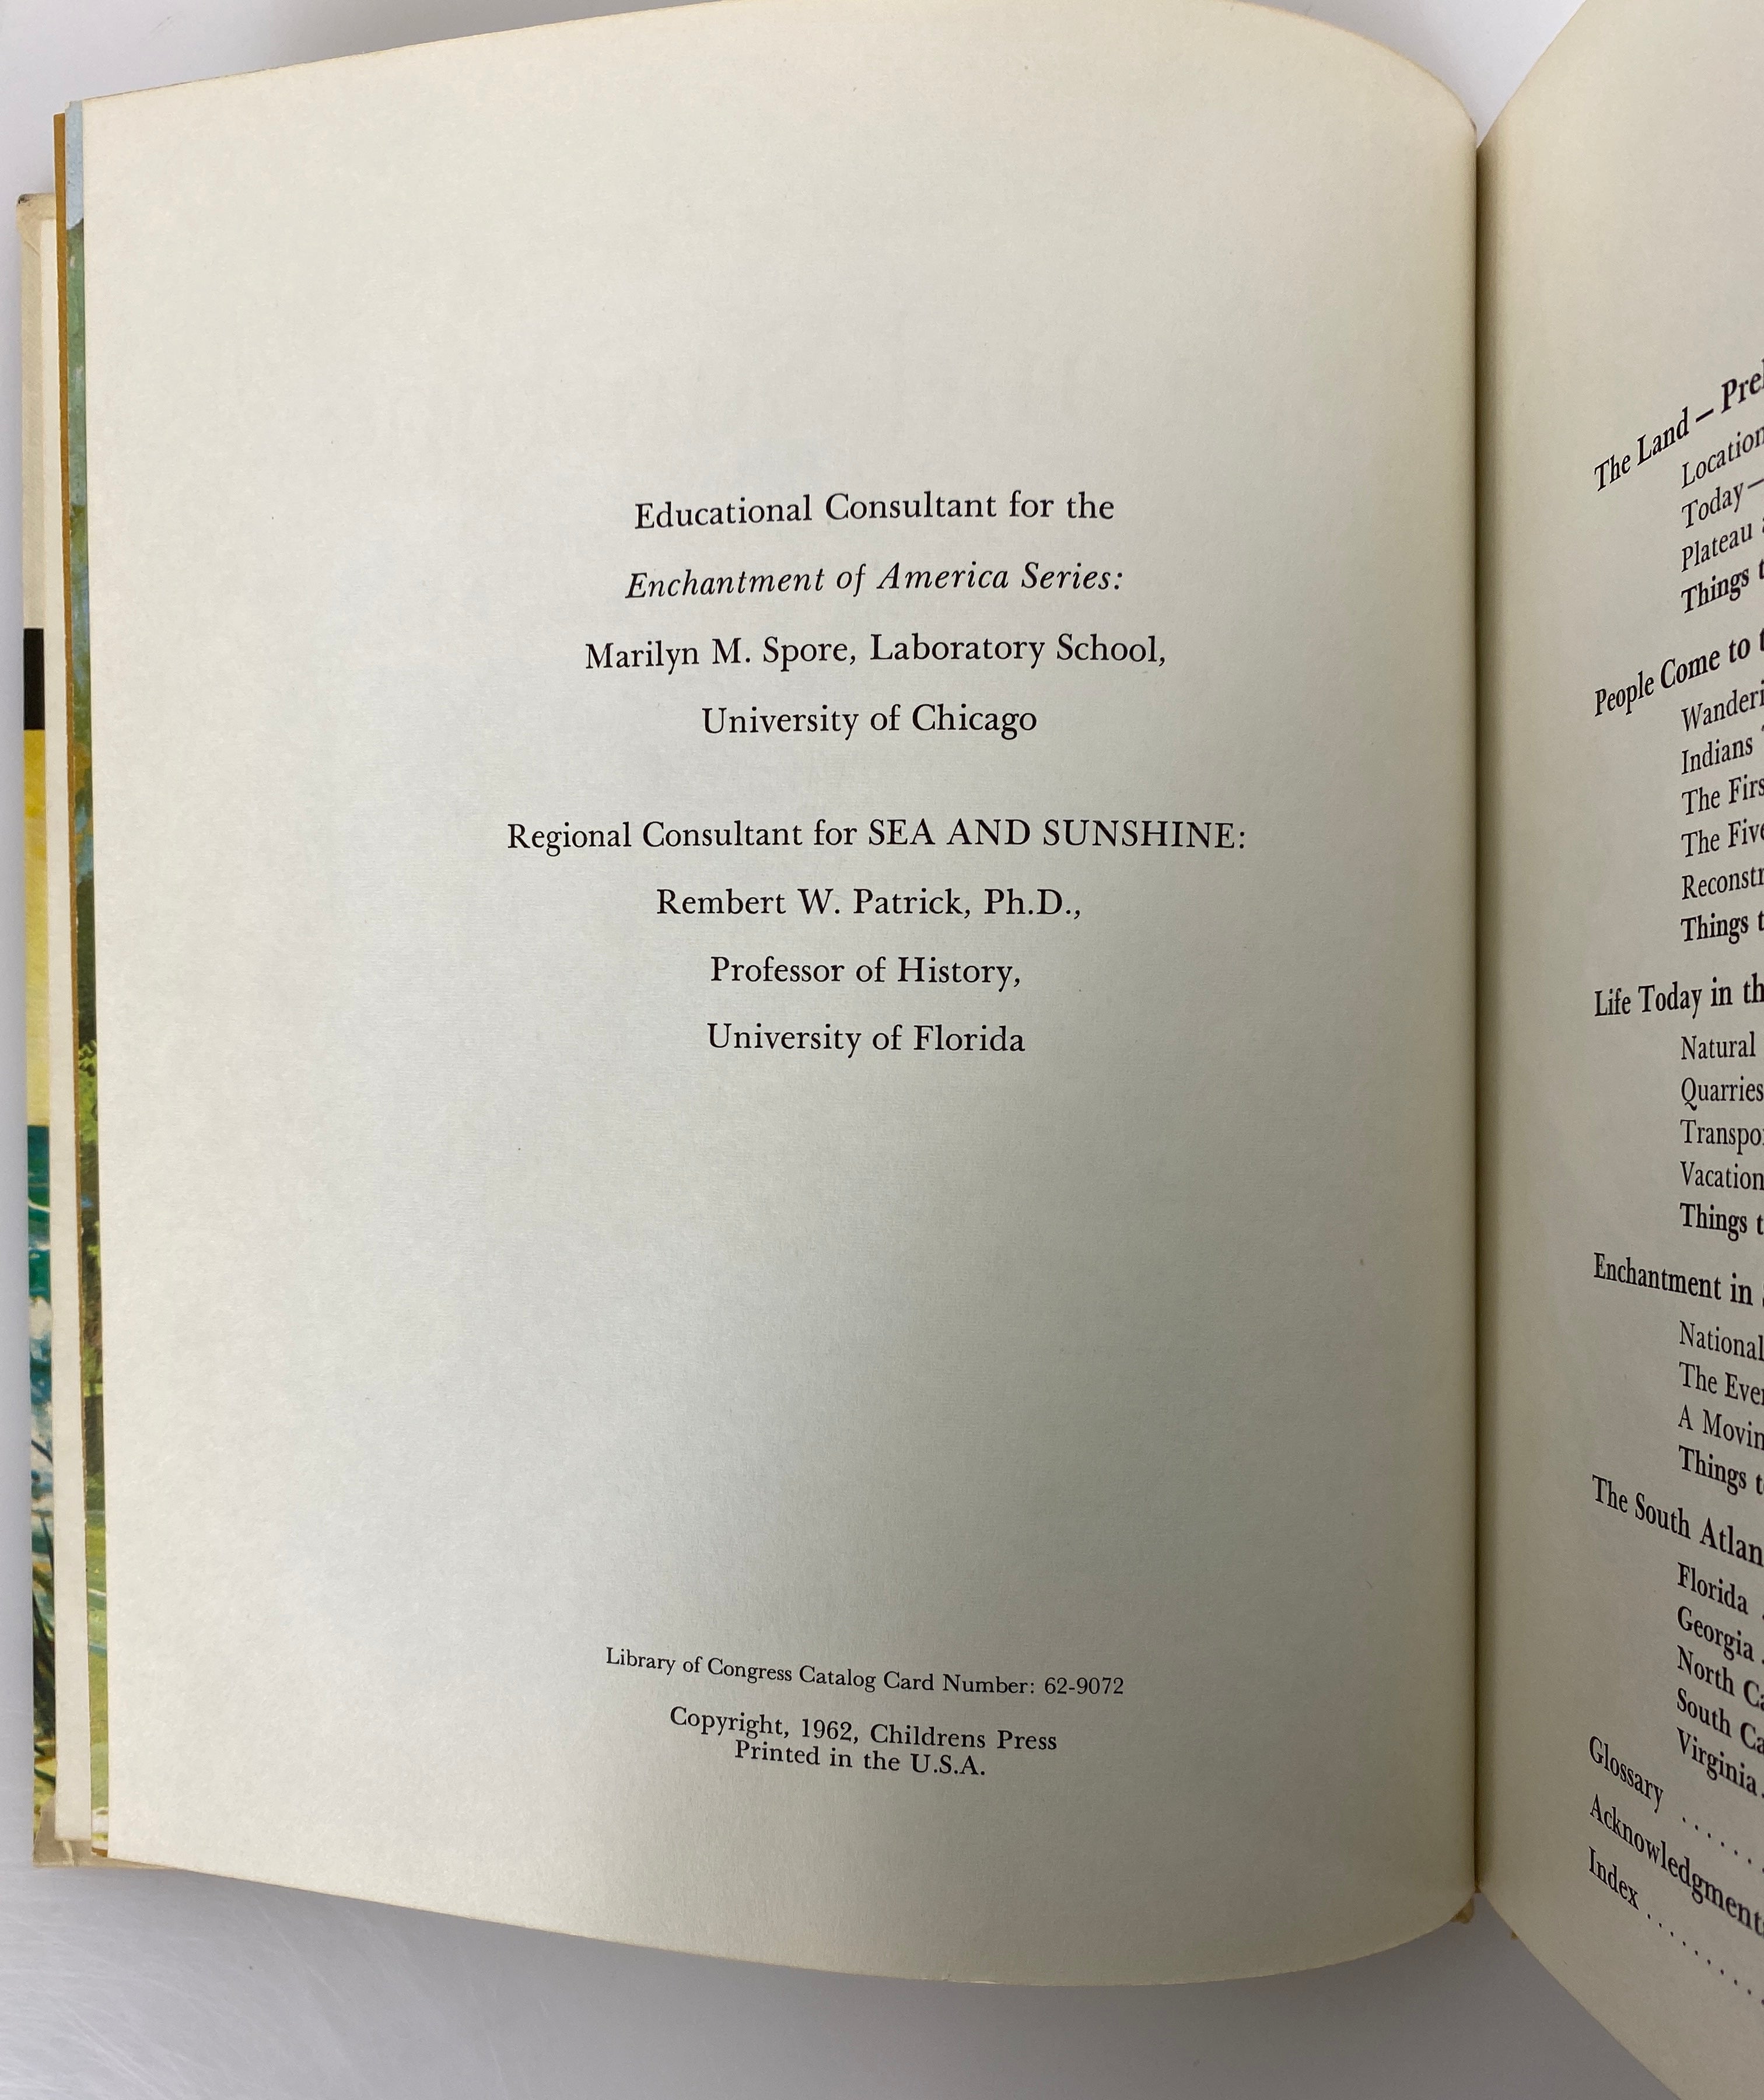 Educational Consultant for the
Enchantment of America Series:
Marilyn M. Spore, Laboratory School,
University of Chicago
Regional Consultant for SEA AND SUNSHINE:
Rembert W. Patrick, Ph.D.,
Professor of History,
University of Florida
Library of Congress Catalog Card Number: 62-9072
Copyright, 1962, Childrens Press
Printed in the U.S.A.
The Land –
Location
Today—
Plateau
Things
People Come to
Indians
The
The
Things
Life Today in
Natural
Quarries
Vacation
Things
Enchantment in
National
The
A
Things
The South
Florida
Georgia
North
South
Virginia
Glossary
Acknowledgments
Index